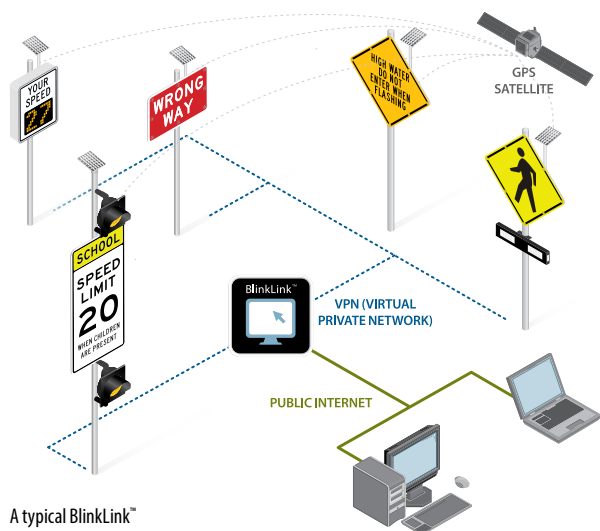 YOUR
SPEED
27
WRONG
WAY
HIGH WATER
DO NOT
ENTER WHEN
FLASHING
GPS
SATELLITE
SCHOOL
SPEED
LIMIT
20
WHEN CHILDREN
ARE PRESENT
BlinkLink™
VPN (VIRTUAL
PRIVATE NETWORK)
PUBLIC INTERNET
A typical BlinkLink™